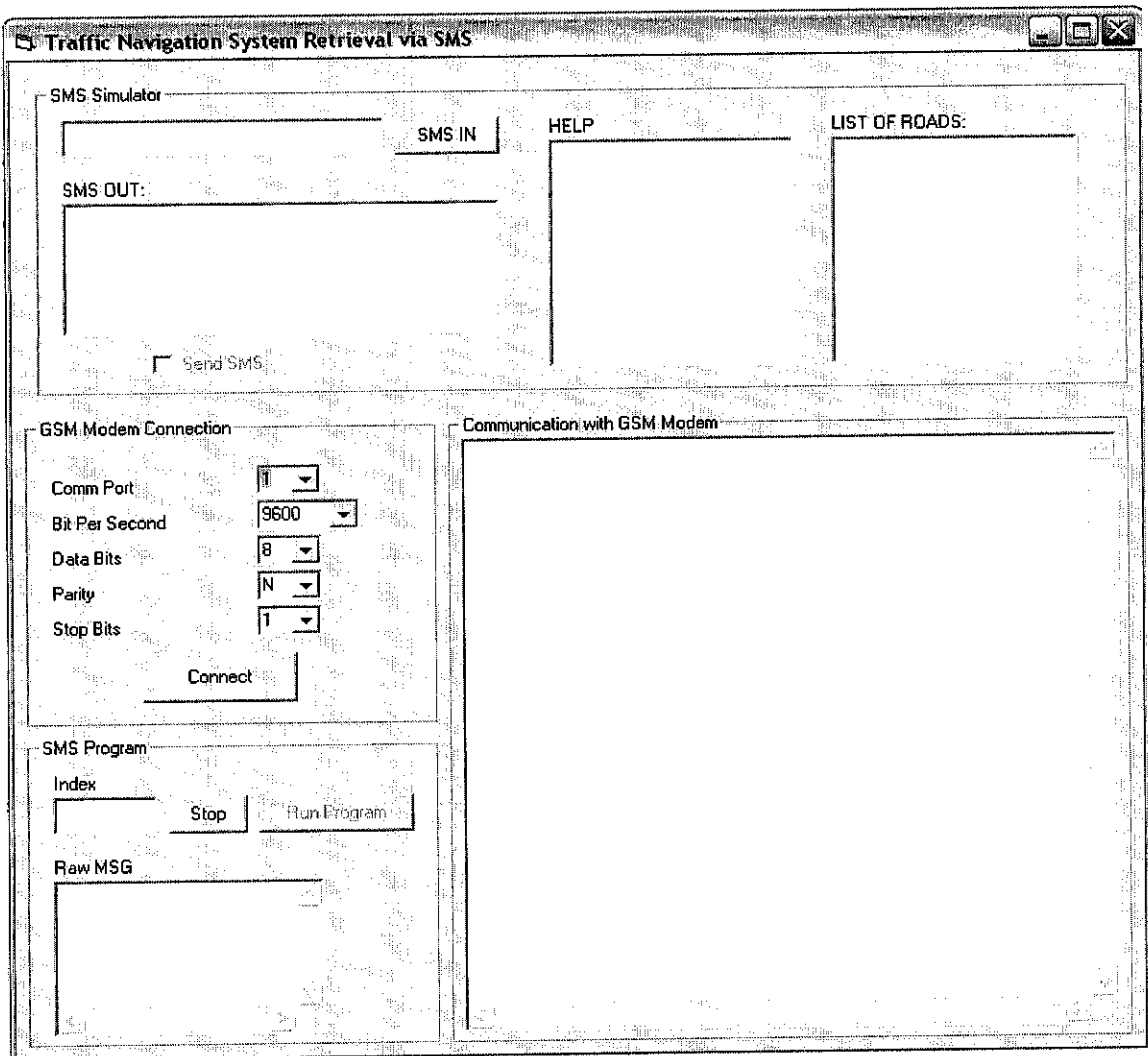 Traffic Navigation System Retrieval via SMS
SMS Simulator
SMS IN
SMS OUT:
Send SMS
HELP
LIST OF ROADS:
GSM Modem Connection
Comm Port 1
Bit Per Second 9600
Data Bits 8
Parity N
Stop Bits 1
Connect
Communication with GSM Modem
SMS Program
Index
Stop Run Program
Raw MSG